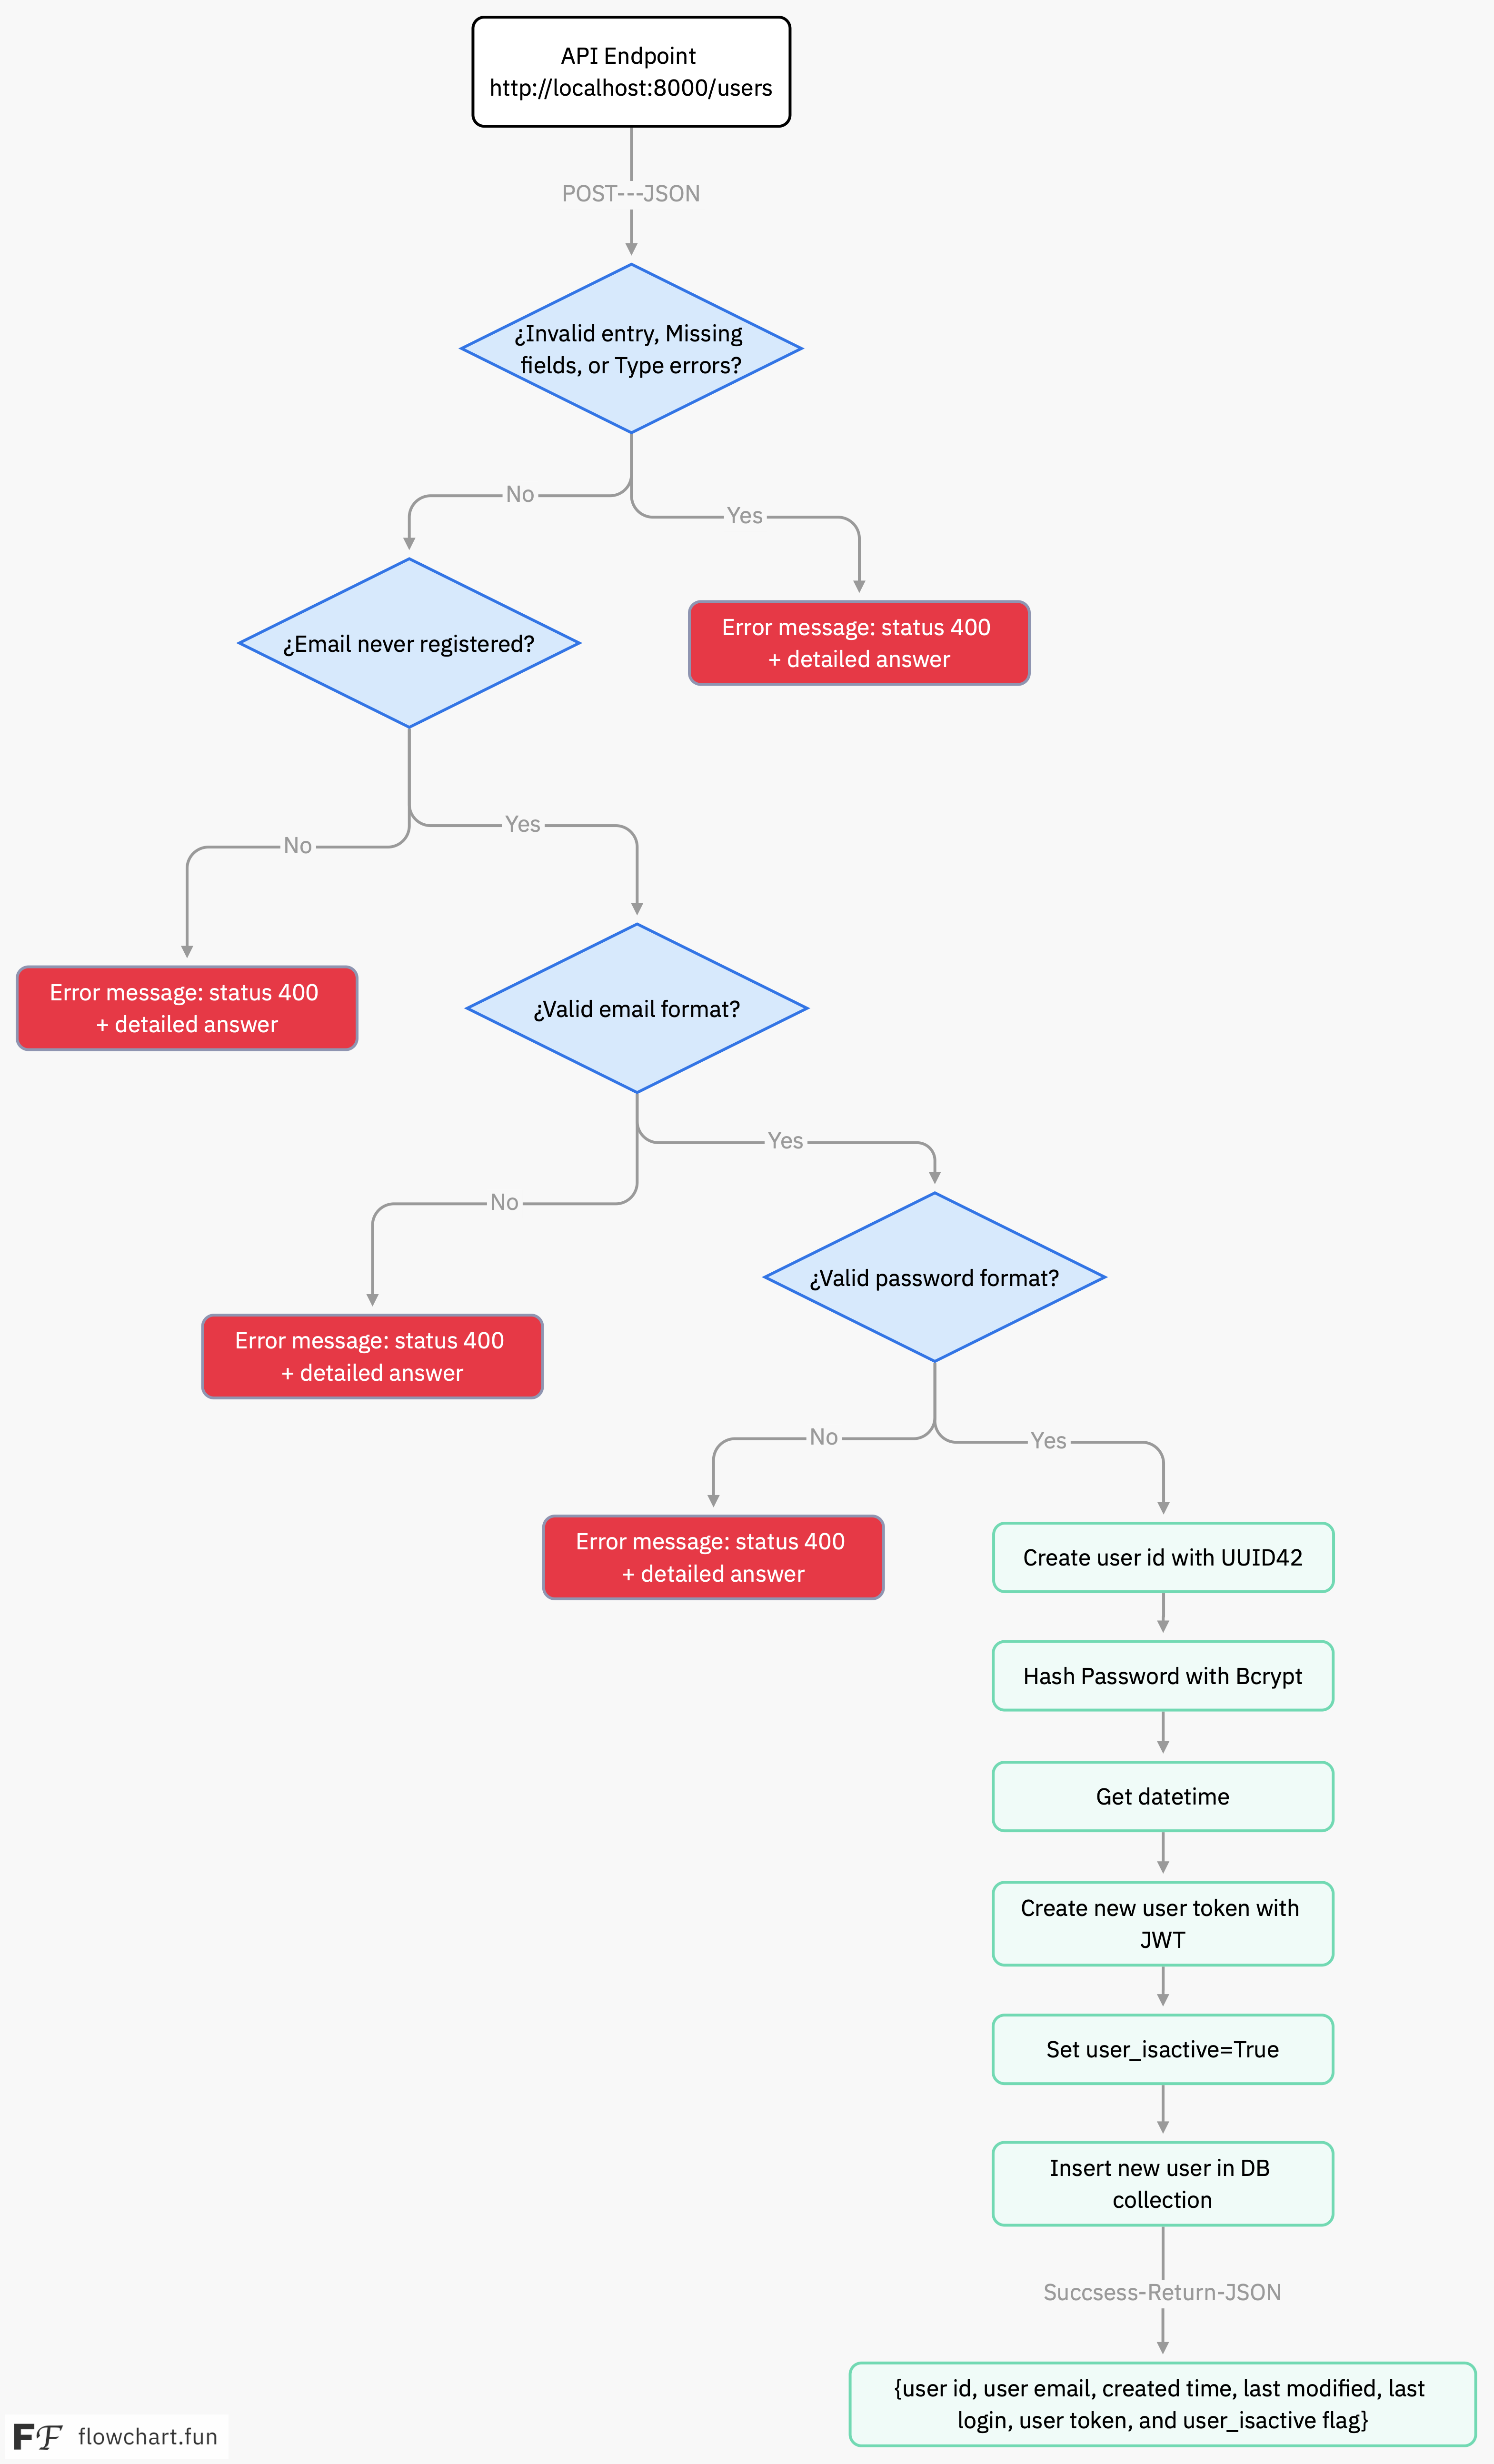 API Endpoint
http://localhost:8000/users
POST---JSON
¿Invalid entry, Missing
fields, or Type errors?
No
Yes
¿Email never registered?
Error message: status 400
+ detailed answer
Yes
No
Error message: status 400
+ detailed answer
¿Valid email format?
Yes
No
¿Valid password format?
Error message: status 400
+ detailed answer
No
Yes
Error message: status 400
+ detailed answer
Create user id with UUID42
Hash Password with Bcrypt
Get datetime
Create new user token with
JWT
Set user_isactive=True
Insert new user in DB
collection
Succsess-Return-JSON
{user id, user email, created time, last modified, last
login, user token, and user_isactive flag}
FF flowchart.fun